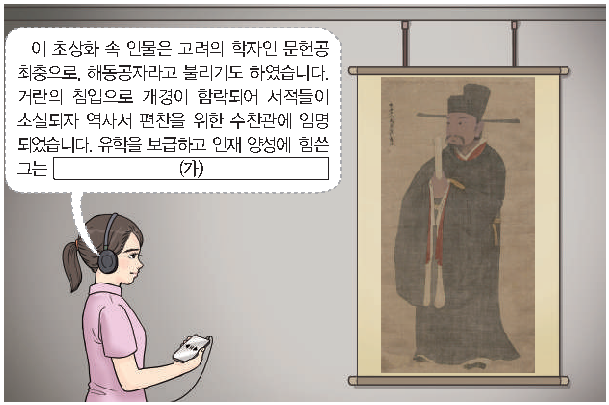 이 초상화 속 인물은 고려의 학자인 문헌공
최충으로, 해동공자라고 불리기도 하였습니다.
거란의 침입으로 개경이 함락되어 서적들이
소실되자 역사서 편찬을 위한 수찬관에 임명
되었습니다. 유학을 보급하고 인재 양성에 힘쓴
그는 (가)